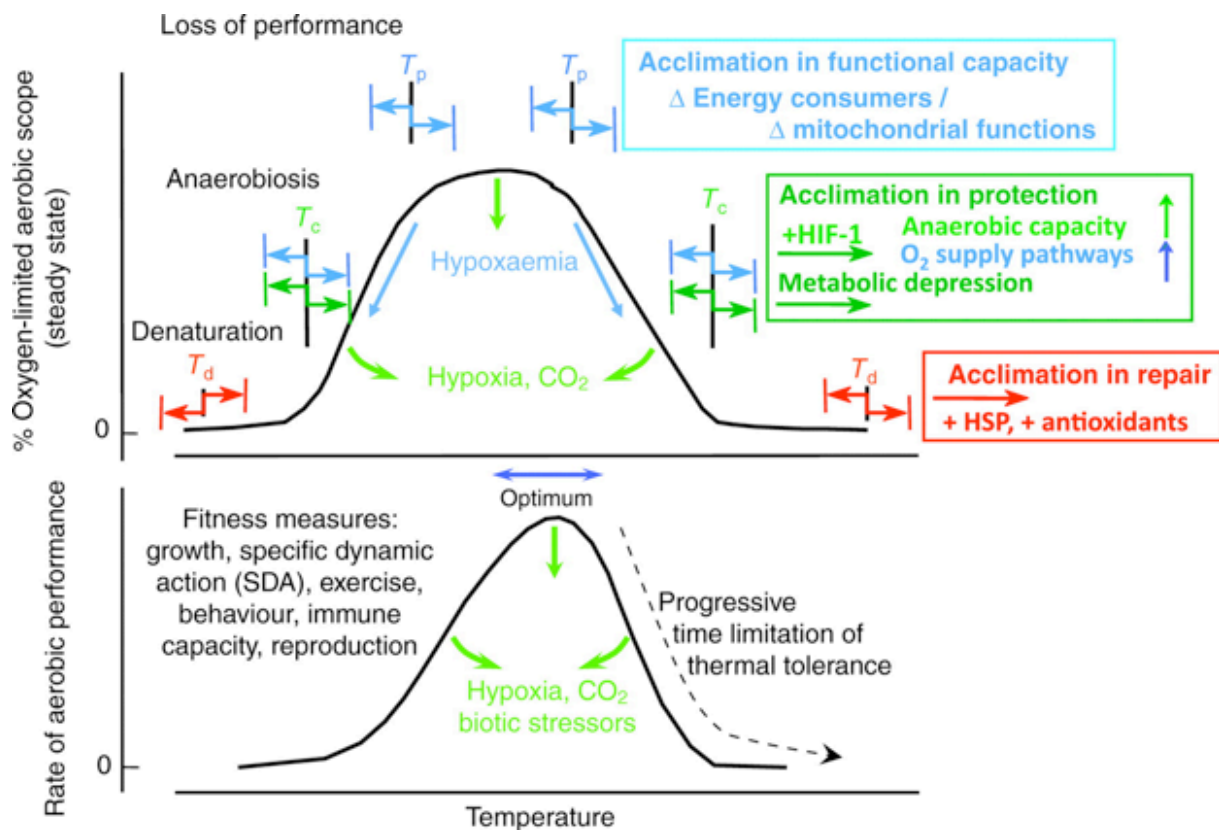 Loss of performance
Tp
Tp
Acclimation in functional capacity
Δ Energy consumers /
Δ mitochondrial functions
% Oxygen-limited aerobic scope
(steady state)
Anaerobiosis
Tc
Tc
Hypoxaemia
Acclimation in protection
+HIF-1
Anaerobic capacity
O2 supply pathways
Metabolic depression
Denaturation
Td
Td
Hypoxia, CO2
Acclimation in repair
+ HSP, + antioxidants
0
Rate of aerobic performance
Optimum
Fitness measures:
growth, specific dynamic
action (SDA), exercise,
behaviour, immune
capacity, reproduction
Progressive
time limitation of
thermal tolerance
Hypoxia, CO2
biotic stressors
0
Temperature